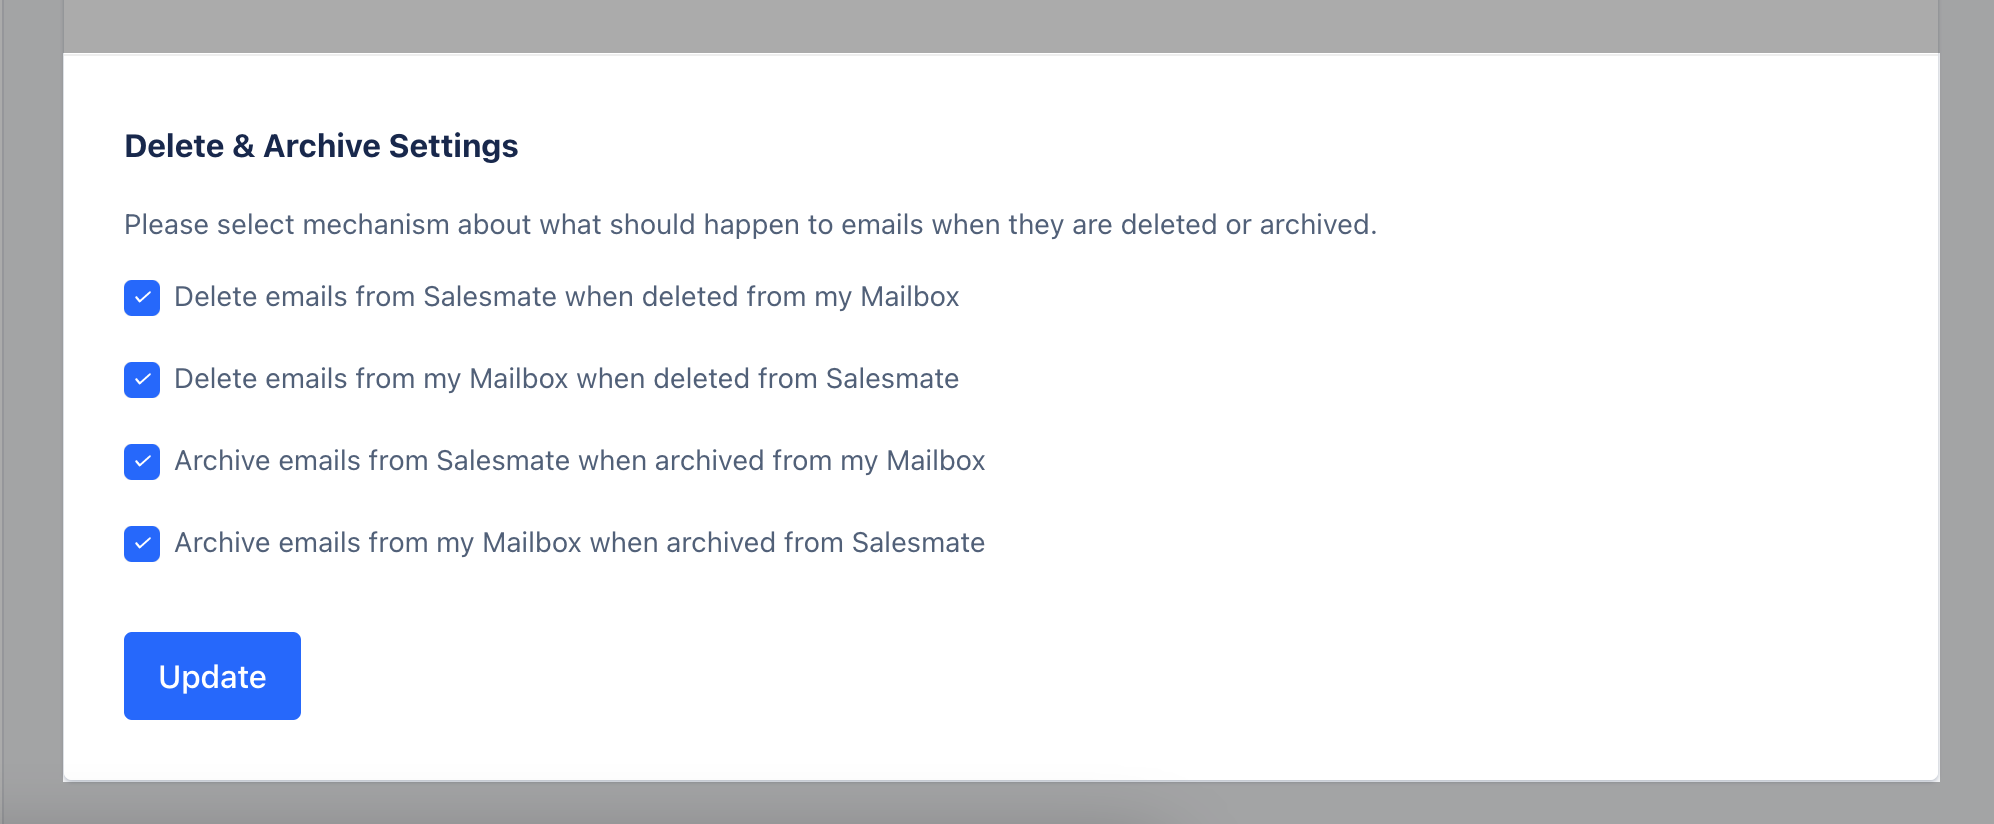 Delete & Archive Settings
Please select mechanism about what should happen to emails when they are deleted or archived.
Delete emails from Salesmate when deleted from my Mailbox
Delete emails from my Mailbox when deleted from Salesmate
Archive emails from Salesmate when archived from my Mailbox
Archive emails from my Mailbox when archived from Salesmate
Update